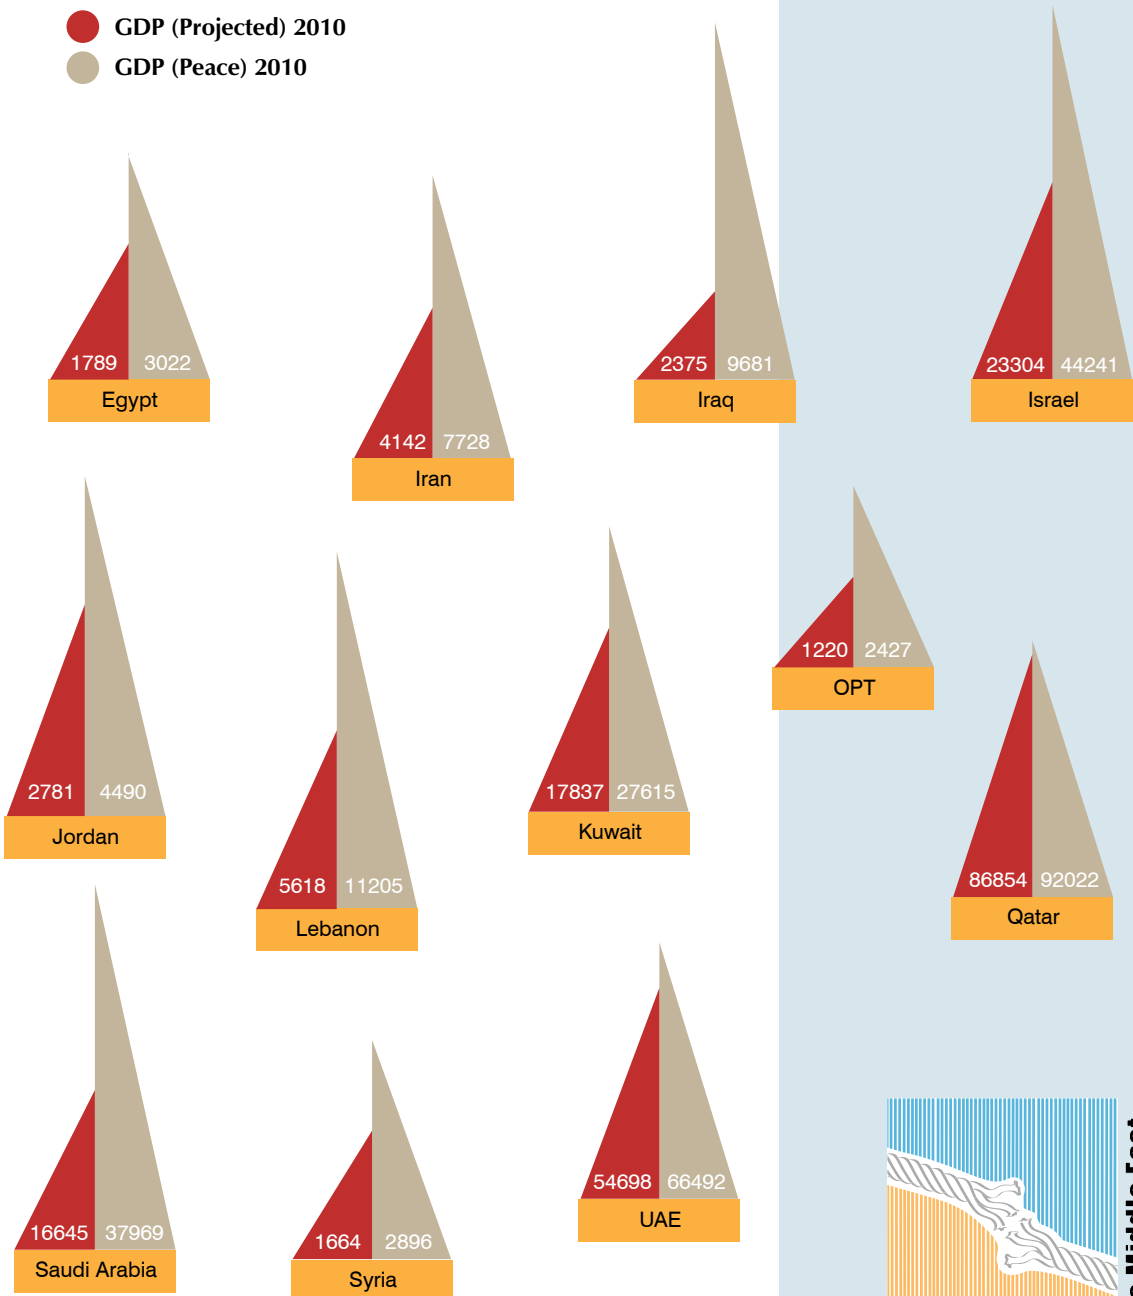 GDP (Projected) 2010
GDP (Peace) 2010
1789 3022
Egypt
4142 7728
Iran
2375 9681
Iraq
23304 44241
Israel
2781 4490
Jordan
5618 11205
Lebanon
17837 27615
Kuwait
1220 2427
OPT
86854 92022
Qatar
16645 37969
Saudi Arabia
1664 2896
Syria
54698 66492
UAE
Middle East